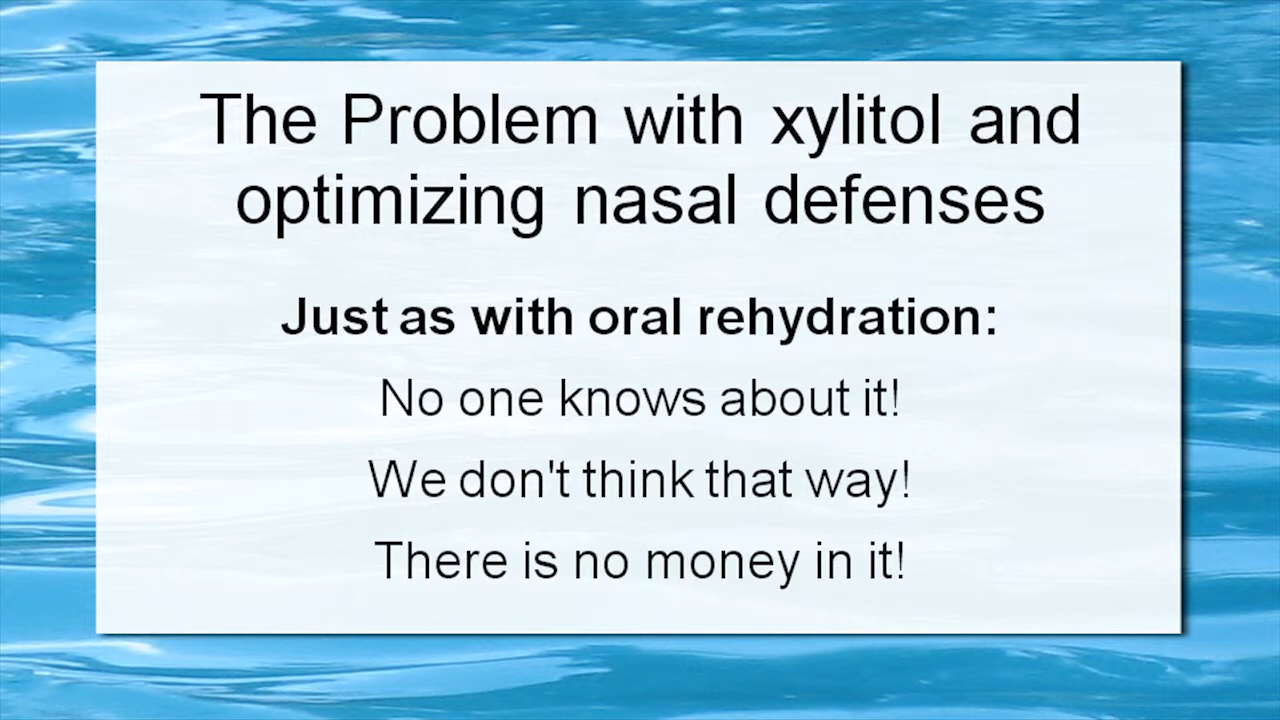 The Problem with xylitol and
optimizing nasal defenses
Just as with oral rehydration:
No one knows about it!
We don't think that way!
There is no money in it!